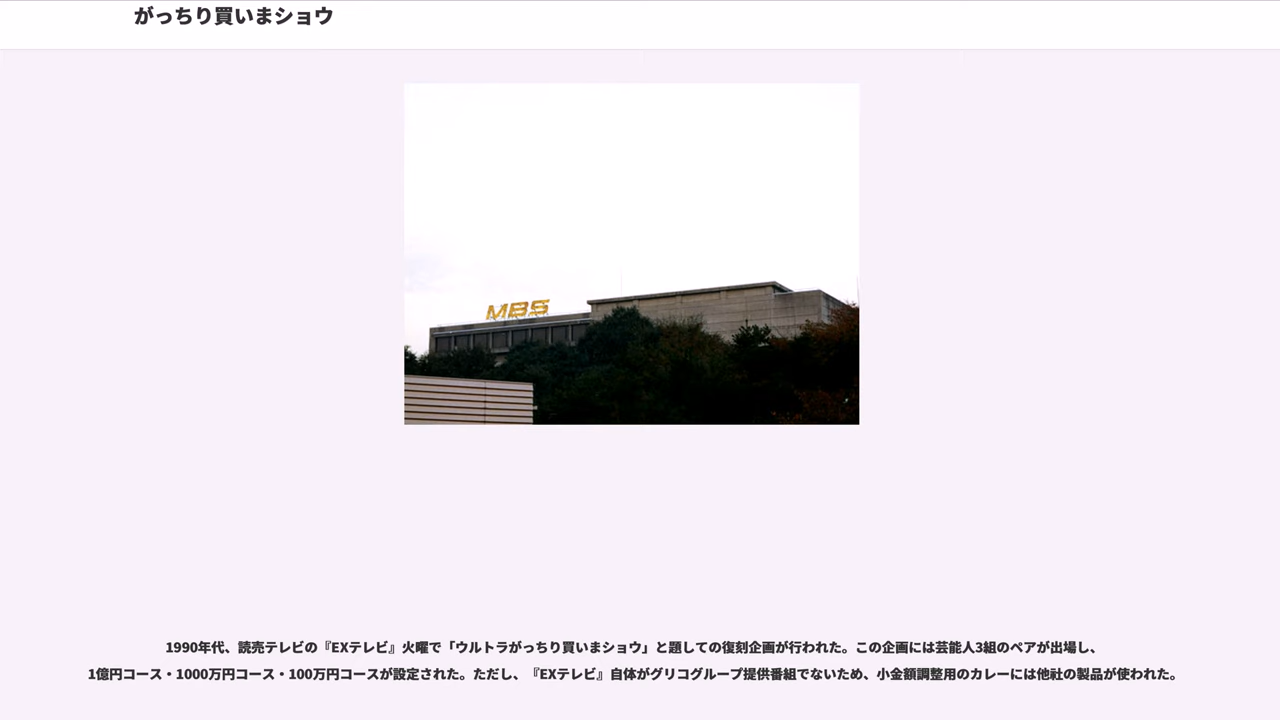 がっちり買いまショウ
MBS
1990年代、読売テレビの『EXテレビ』火曜で「ウルトラがっちり買いまショウ」と題しての復刻企画が行われた。この企画には芸能人3組のペアが出場し、
1億円コース・1000万円コース・100万円コースが設定された。ただし、『EXテレビ』自体がグリコグループ提供番組でないため、小金額調整用のカレーには他社の製品が使われた。